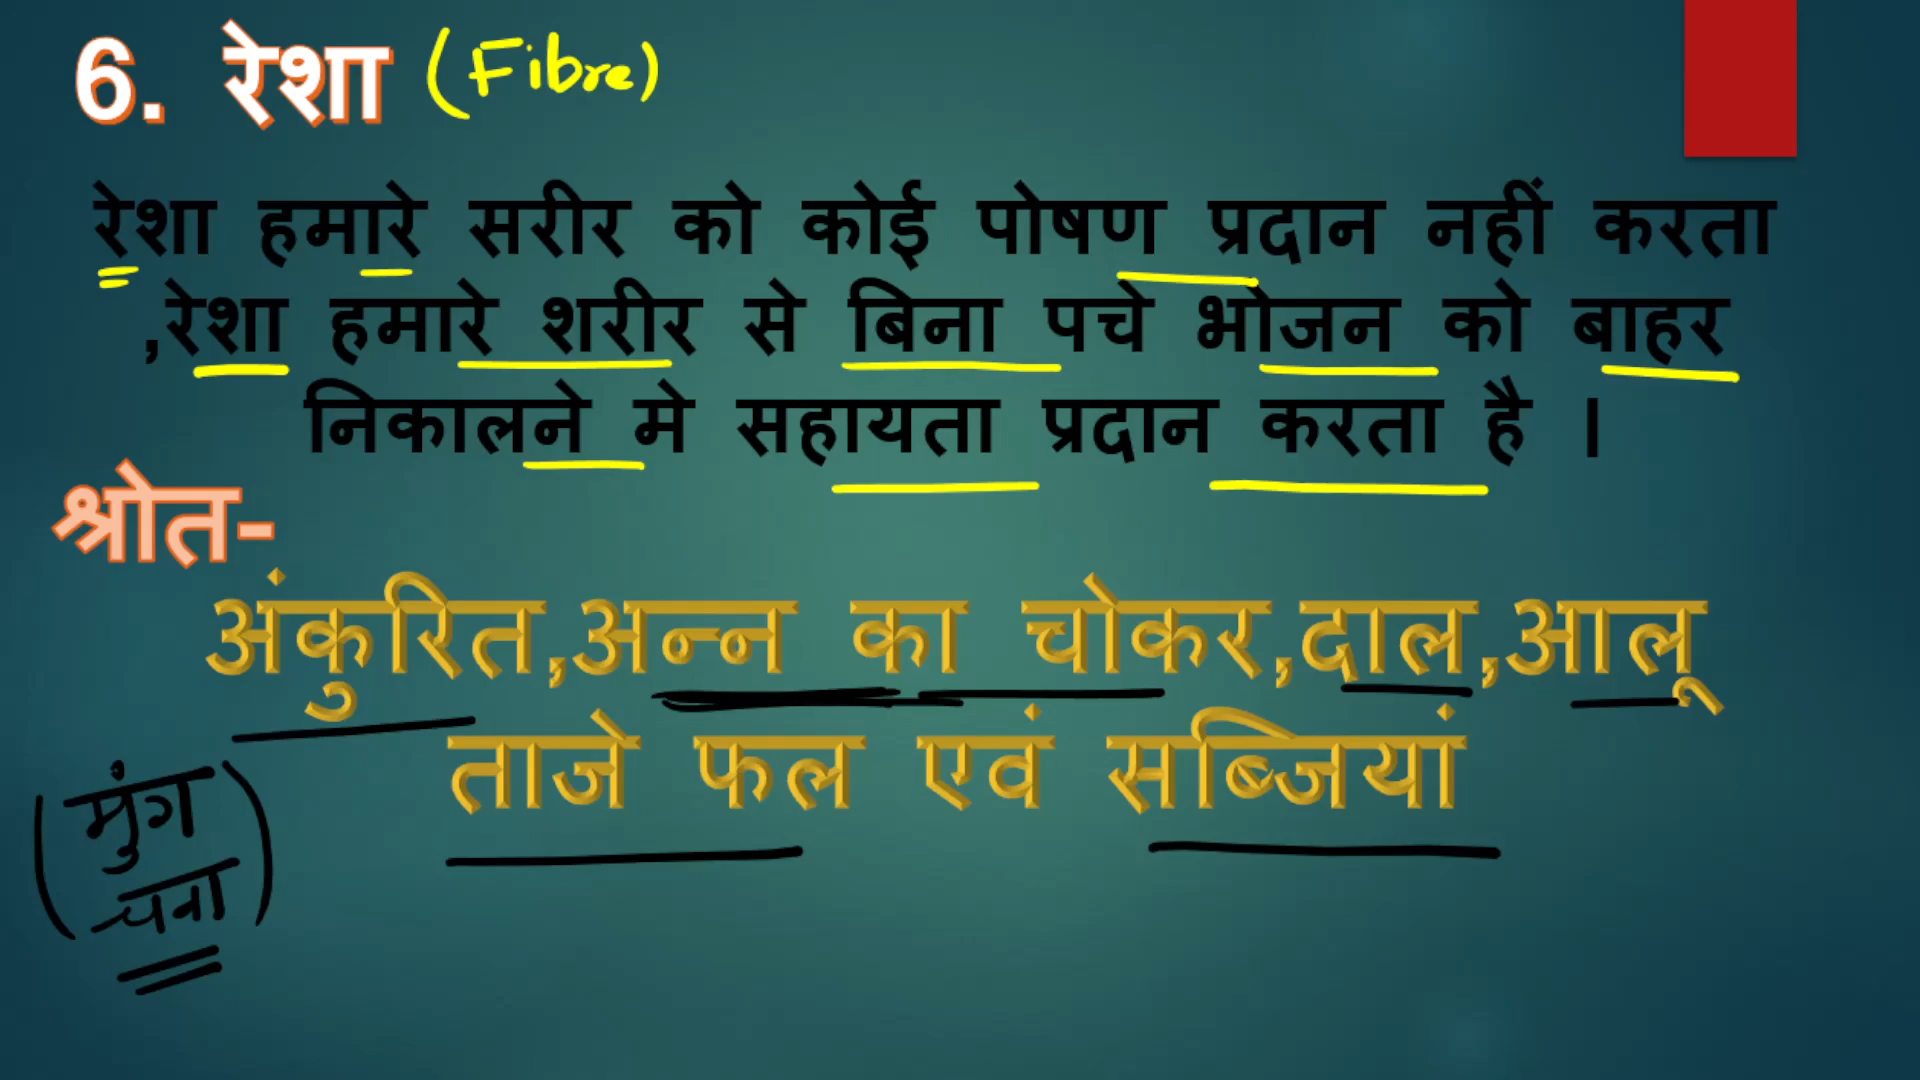 6. रेशा (Fibre)
रेशा हमारे सरीर को कोई पोषण प्रदान नहीं करता
,रेशा हमारे शरीर से बिना पचे भोजन को बाहर
निकालने मे सहायता प्रदान करता है ।
श्रोत-
अंकुरित,अन्न का चोकर,दाल,आलू
ताजे फल एवं सब्जियां
(मुंग
चना)